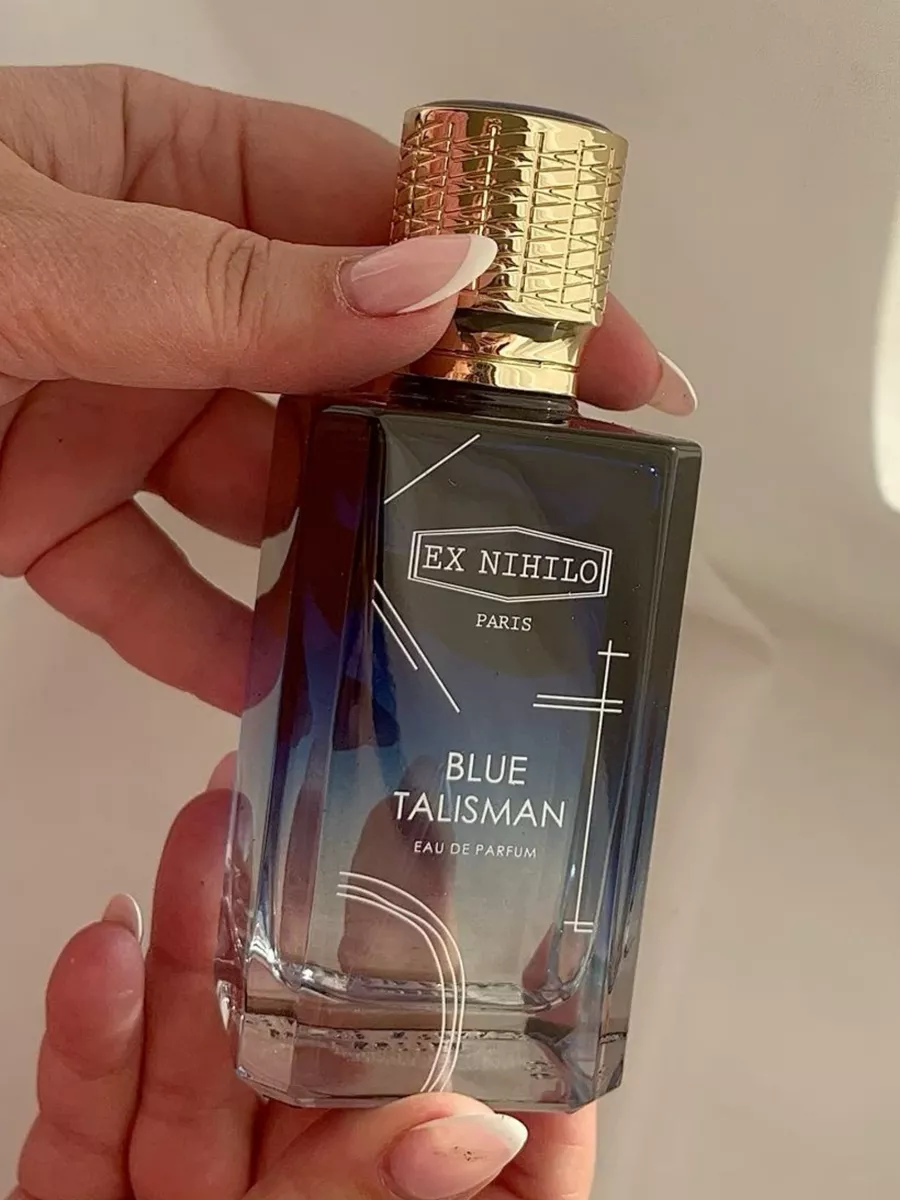 EX NIHILO
PARIS
BLUE
TALISMAN
EAU DE PARFUM